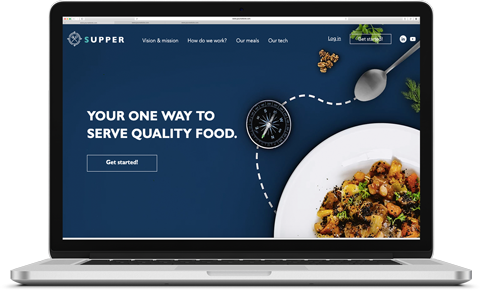 SUPPER
Vision & mission
How do we work?
Our meals
Our tech
Log in
Get started!
YOUR ONE WAY TO
SERVE QUALITY FOOD.
Get started!